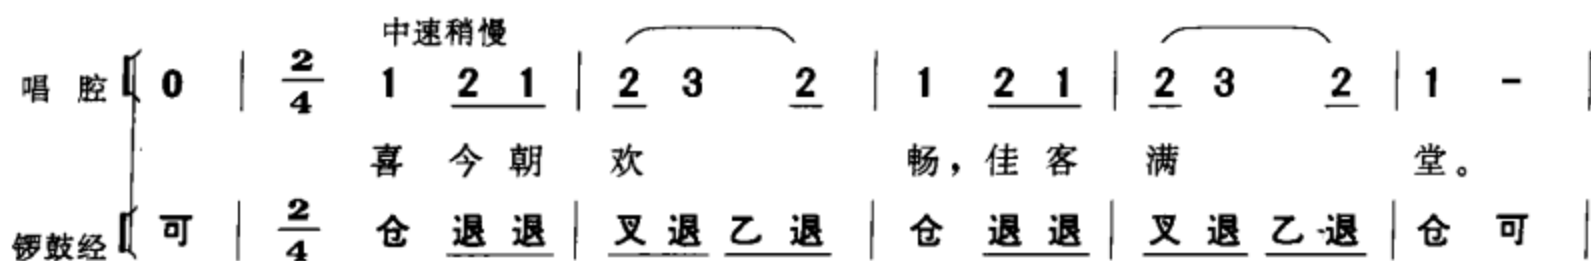 中速稍慢
唱腔 0 | 2/4 1 2 1 | 2 3 2 | 1 2 1 | 2 3 2 | 1 - |
喜今朝欢畅，佳客满堂。
锣鼓经 可 | 2/4 仓 退 退 | 叉 退 乙 退 | 仓 退 退 | 叉 退 乙 退 | 仓 可 |